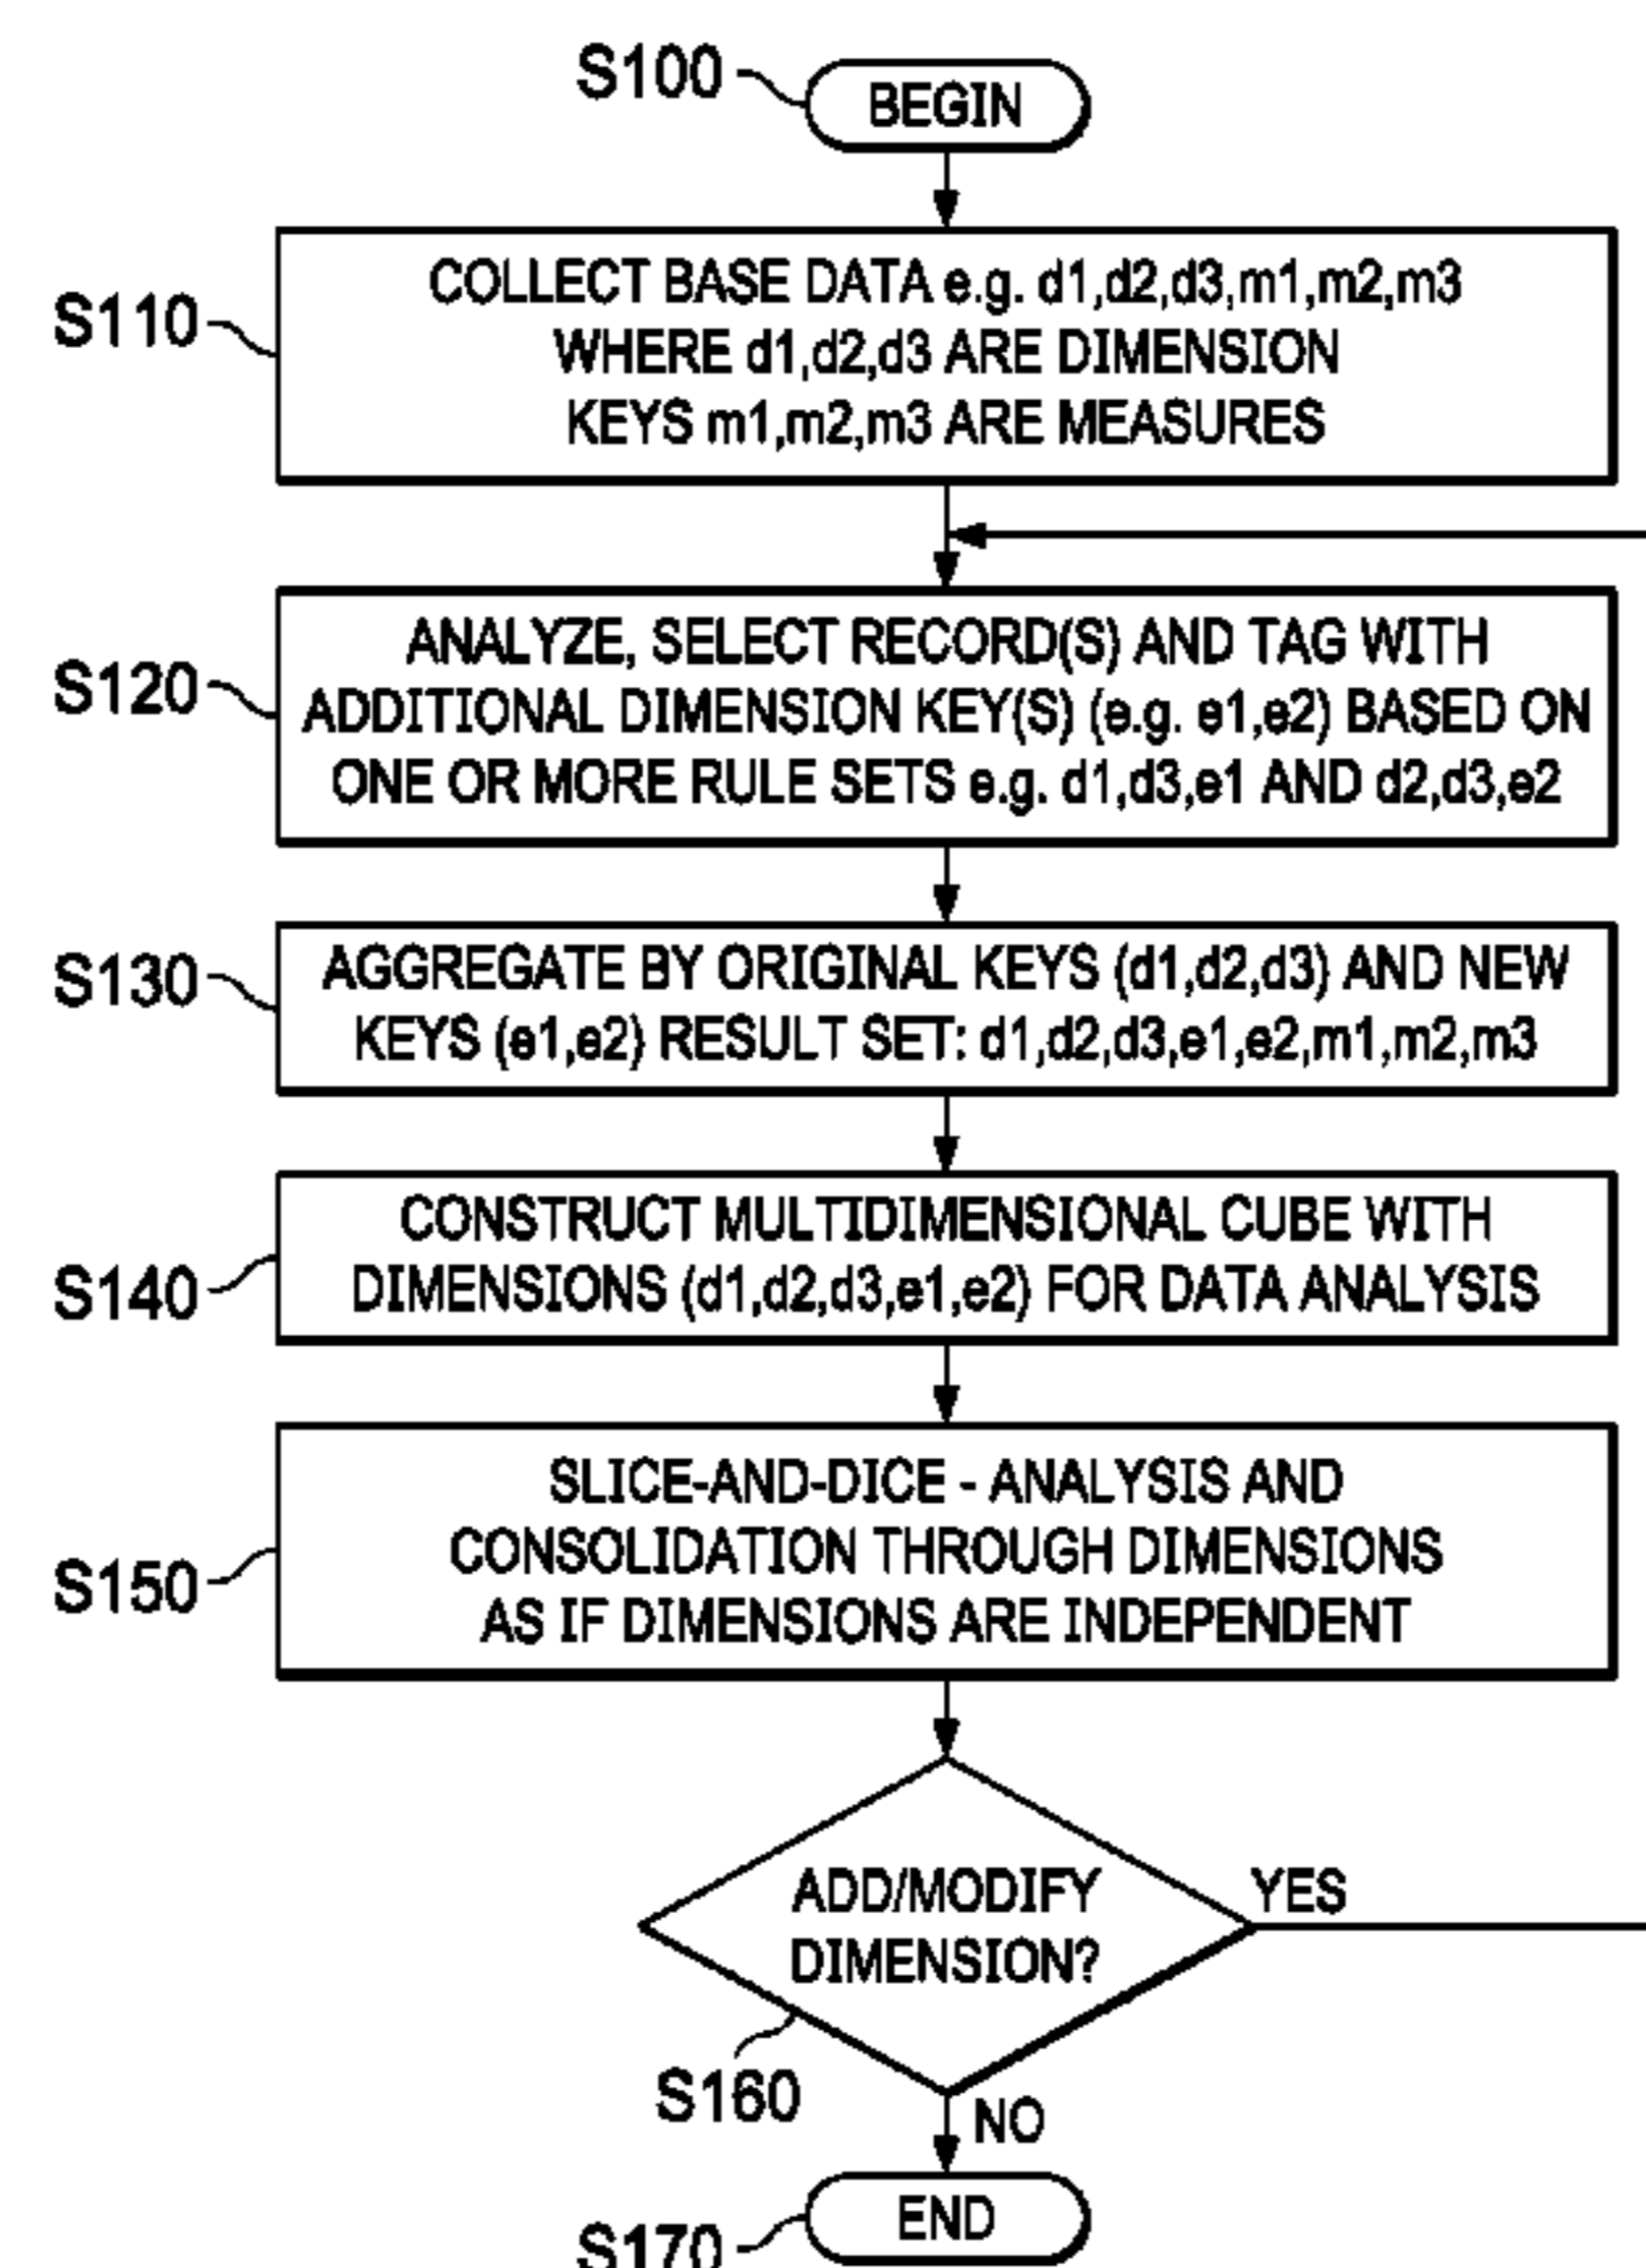 S100
BEGIN
S110
COLLECT BASE DATA e.g. d1,d2,d3,m1,m2,m3
WHERE d1,d2,d3 ARE DIMENSION
KEYS m1,m2,m3 ARE MEASURES
S120
ANALYZE, SELECT RECORD(S) AND TAG WITH
ADDITIONAL DIMENSION KEY(S) (e.g. e1,e2) BASED ON
ONE OR MORE RULE SETS e.g. d1,d3,e1 AND d2,d3,e2
S130
AGGREGATE BY ORIGINAL KEYS (d1,d2,d3) AND NEW
KEYS (e1,e2) RESULT SET: d1,d2,d3,e1,e2,m1,m2,m3
S140
CONSTRUCT MULTIDIMENSIONAL CUBE WITH
DIMENSIONS (d1,d2,d3,e1,e2) FOR DATA ANALYSIS
S150
SLICE-AND-DICE - ANALYSIS AND
CONSOLIDATION THROUGH DIMENSIONS
AS IF DIMENSIONS ARE INDEPENDENT
ADD/MODIFY
DIMENSION?
YES
S160
NO
END
S170